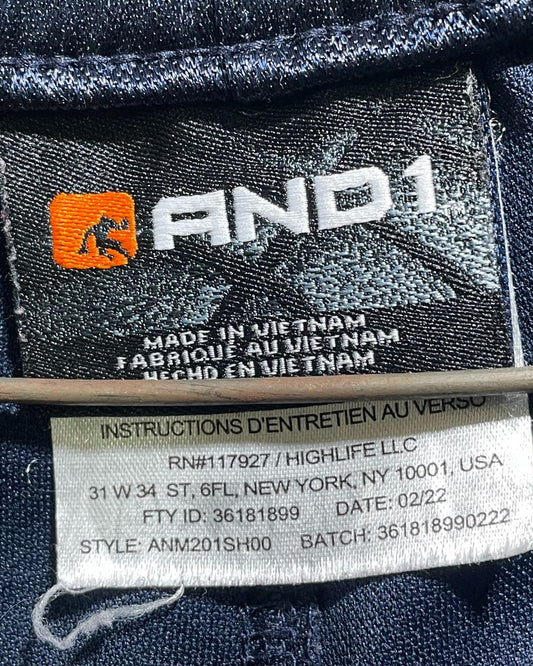 AND1
MADE IN VIETNAM
FABRIQUÉ AU VIETNAM
HECHO EN VIETNAM
INSTRUCTIONS D'ENTRETIEN AU VERSO
RN#117927 / HIGHLIFE LLC
31 W 34 ST, 6FL, NEW YORK, NY 10001, USA
FTY ID: 36181899 DATE: 02/22
STYLE: ANM201SH00 BATCH: 361818990222